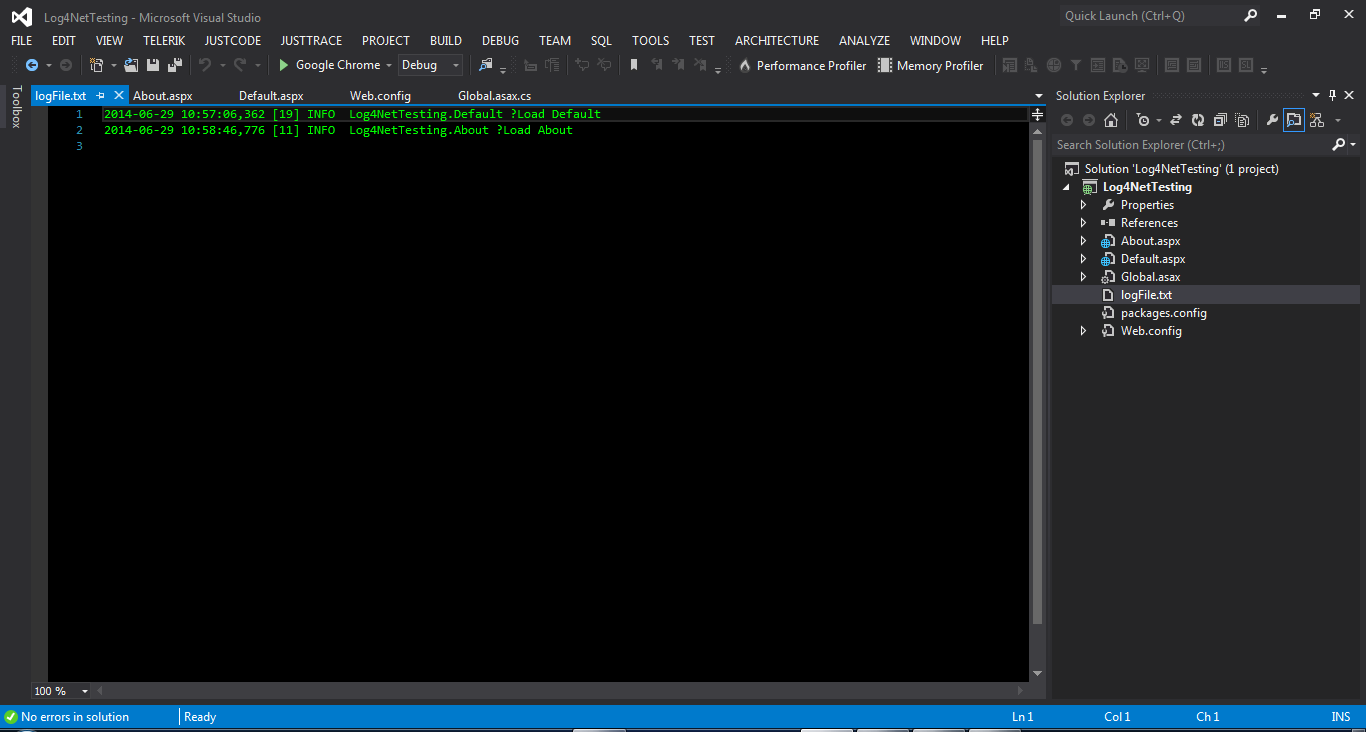 Log4NetTesting - Microsoft Visual Studio
Quick Launch (Ctrl+Q)
FILE EDIT VIEW TELERIK JUSTCODE JUSTTRACE PROJECT BUILD DEBUG TEAM SQL TOOLS TEST ARCHITECTURE ANALYZE WINDOW HELP
Google Chrome Debug Performance Profiler Memory Profiler
Toolbox
logFile.txt About.aspx Default.aspx Web.config Global.asax.cs
1 2014-06-29 10:57:06,362 [19] INFO Log4NetTesting.Default ?Load Default
2 2014-06-29 10:58:46,776 [11] INFO Log4NetTesting.About ?Load About
3
Solution Explorer
Search Solution Explorer (Ctrl+;)
Solution 'Log4NetTesting' (1 project)
Log4NetTesting
Properties
References
About.aspx
Default.aspx
Global.asax
logFile.txt
packages.config
Web.config
100 %
No errors in solution Ready Ln 1 Col 1 Ch 1 INS